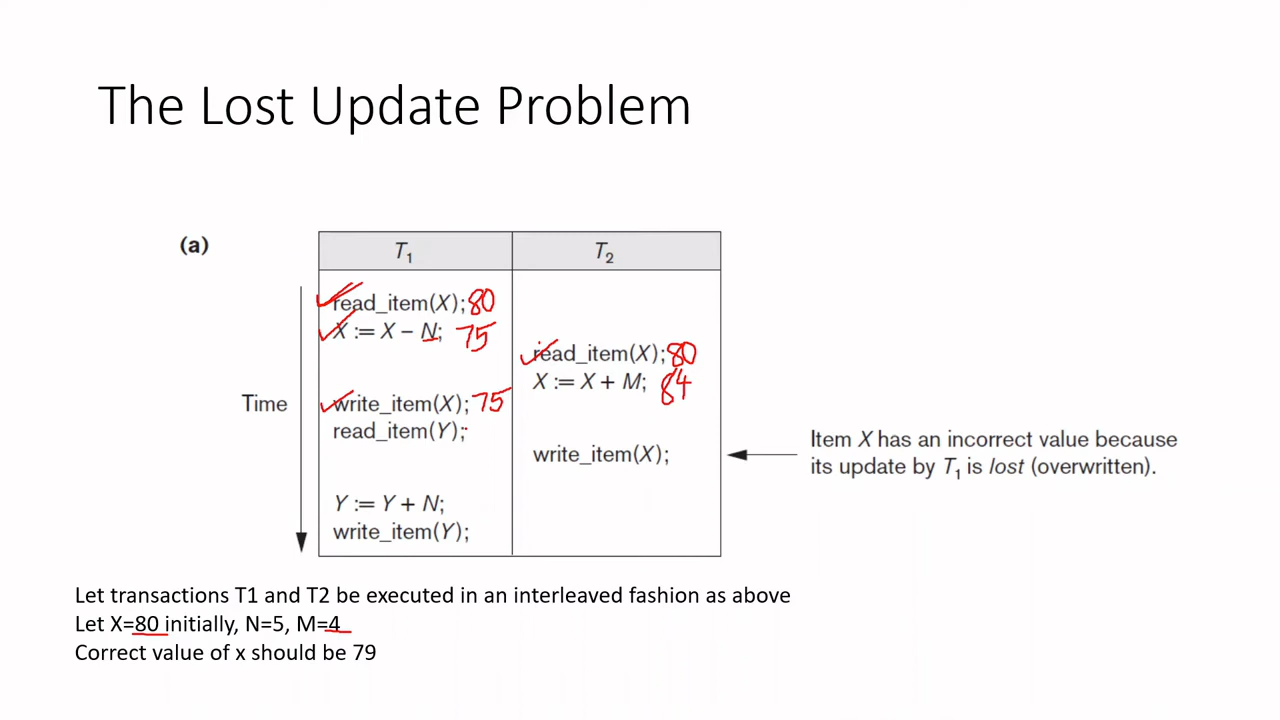 The Lost Update Problem
(a)
T1
T2
read_item(X); 80
X := X – N; 75
read_item(X); 80
X := X + M; 84
Time
write_item(X); 75
read_item(Y);
write_item(X);
Item X has an incorrect value because
its update by T1 is lost (overwritten).
Y := Y + N;
write_item(Y);
Let transactions T1 and T2 be executed in an interleaved fashion as above
Let X=80 initially, N=5, M=4
Correct value of x should be 79